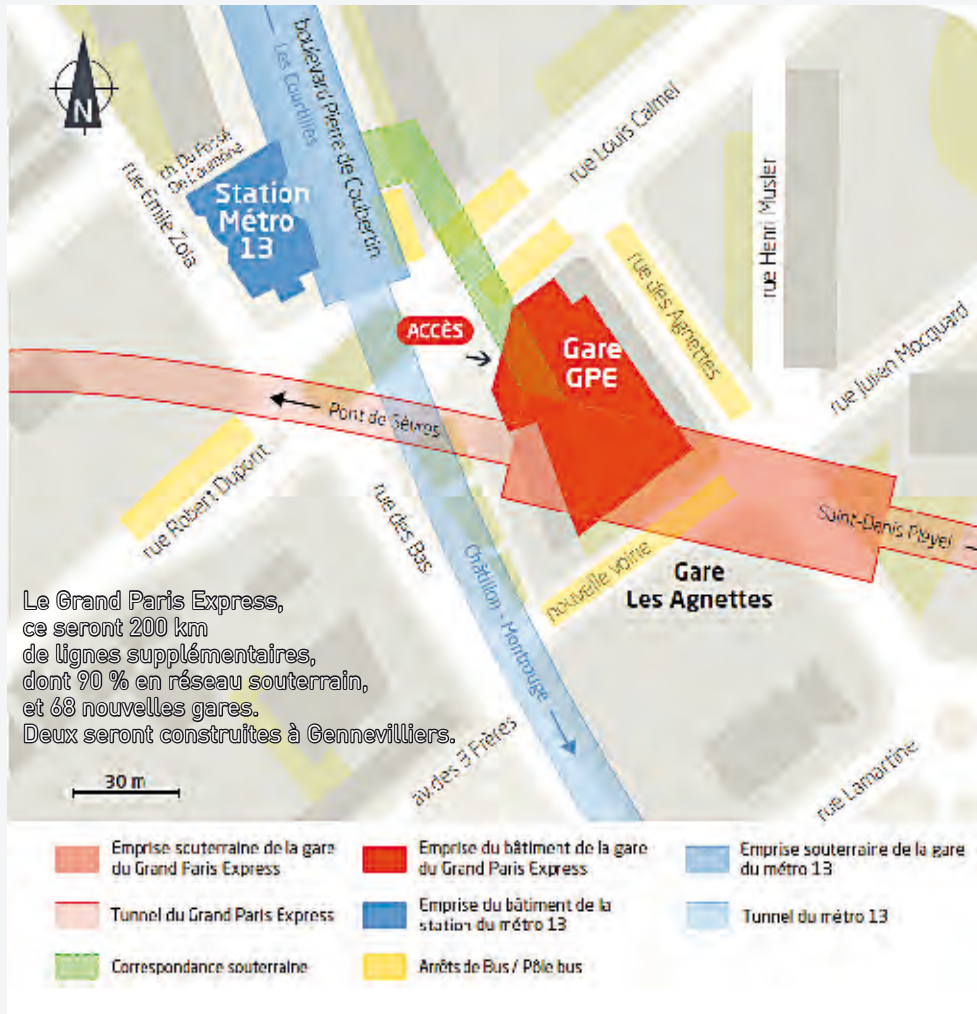 N
boulevard Pierre de Coubertin
Les Courtilles
ch. Du Fossé
De L'aumône
rue Emile Zola
Station
Métro
13
rue Louis Calmel
rue Henri Musler
rue des Agnettes
rue Julien Mocquard
ACCÈS
Gare
GPE
Pont de Sèvres
rue Robert Dupont
rue des Bas
Châtillon - Montrouge
nouvelle voirie
Saint-Denis Pleyel
Gare
Les Agnettes
Le Grand Paris Express,
ce seront 200 km
de lignes supplémentaires,
dont 90 % en réseau souterrain,
et 68 nouvelles gares.
Deux seront construites à Gennevilliers.
30 m
av. des 3 Frères
rue Lamartine
Emprise souterraine de la gare
du Grand Paris Express
Emprise du bâtiment de la gare
du Grand Paris Express
Emprise souterraine de la gare
du métro 13
Tunnel du Grand Paris Express
Emprise du bâtiment de la
station du métro 13
Tunnel du métro 13
Correspondance souterraine
Arrêts de Bus / Pôle bus